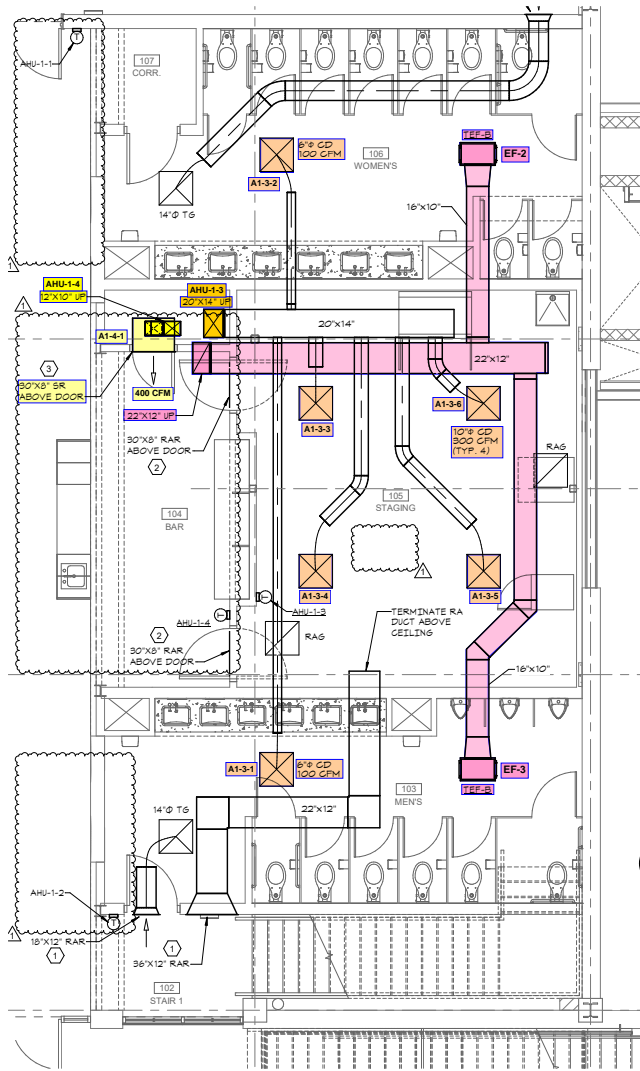 AHU-1-1
T
107
CORR.
6"Φ CD
100 CFM
A1-3-2
106
WOMEN'S
TEF-B
EF-2
14"Φ TG
16"x10"
1
AHU-1-4
12"X10" UP
AHU-1-3
20"X14" UP
1
A1-4-1
20"x14"
22"X12"
3
30"X8" SR
ABOVE DOOR
400 CFM
22"X12" UP
A1-3-3
A1-3-6
10"Φ CD
300 CFM
(TYP. 4)
30"X8" RAR
ABOVE DOOR
2
RAG
104
BAR
105
STAGING
1
A1-3-4
A1-3-5
T
AHU-1-3
T
AHU-1-4
TERMINATE RA
DUCT ABOVE
CEILING
2
RAG
30"X8" RAR
ABOVE DOOR
16"x10"
A1-3-1
6"Φ CD
100 CFM
EF-3
TEF-B
103
MEN'S
14"Φ TG
22"x12"
AHU-1-2
T
1
18"X12" RAR
1
1
36"X12" RAR
102
STAIR 1